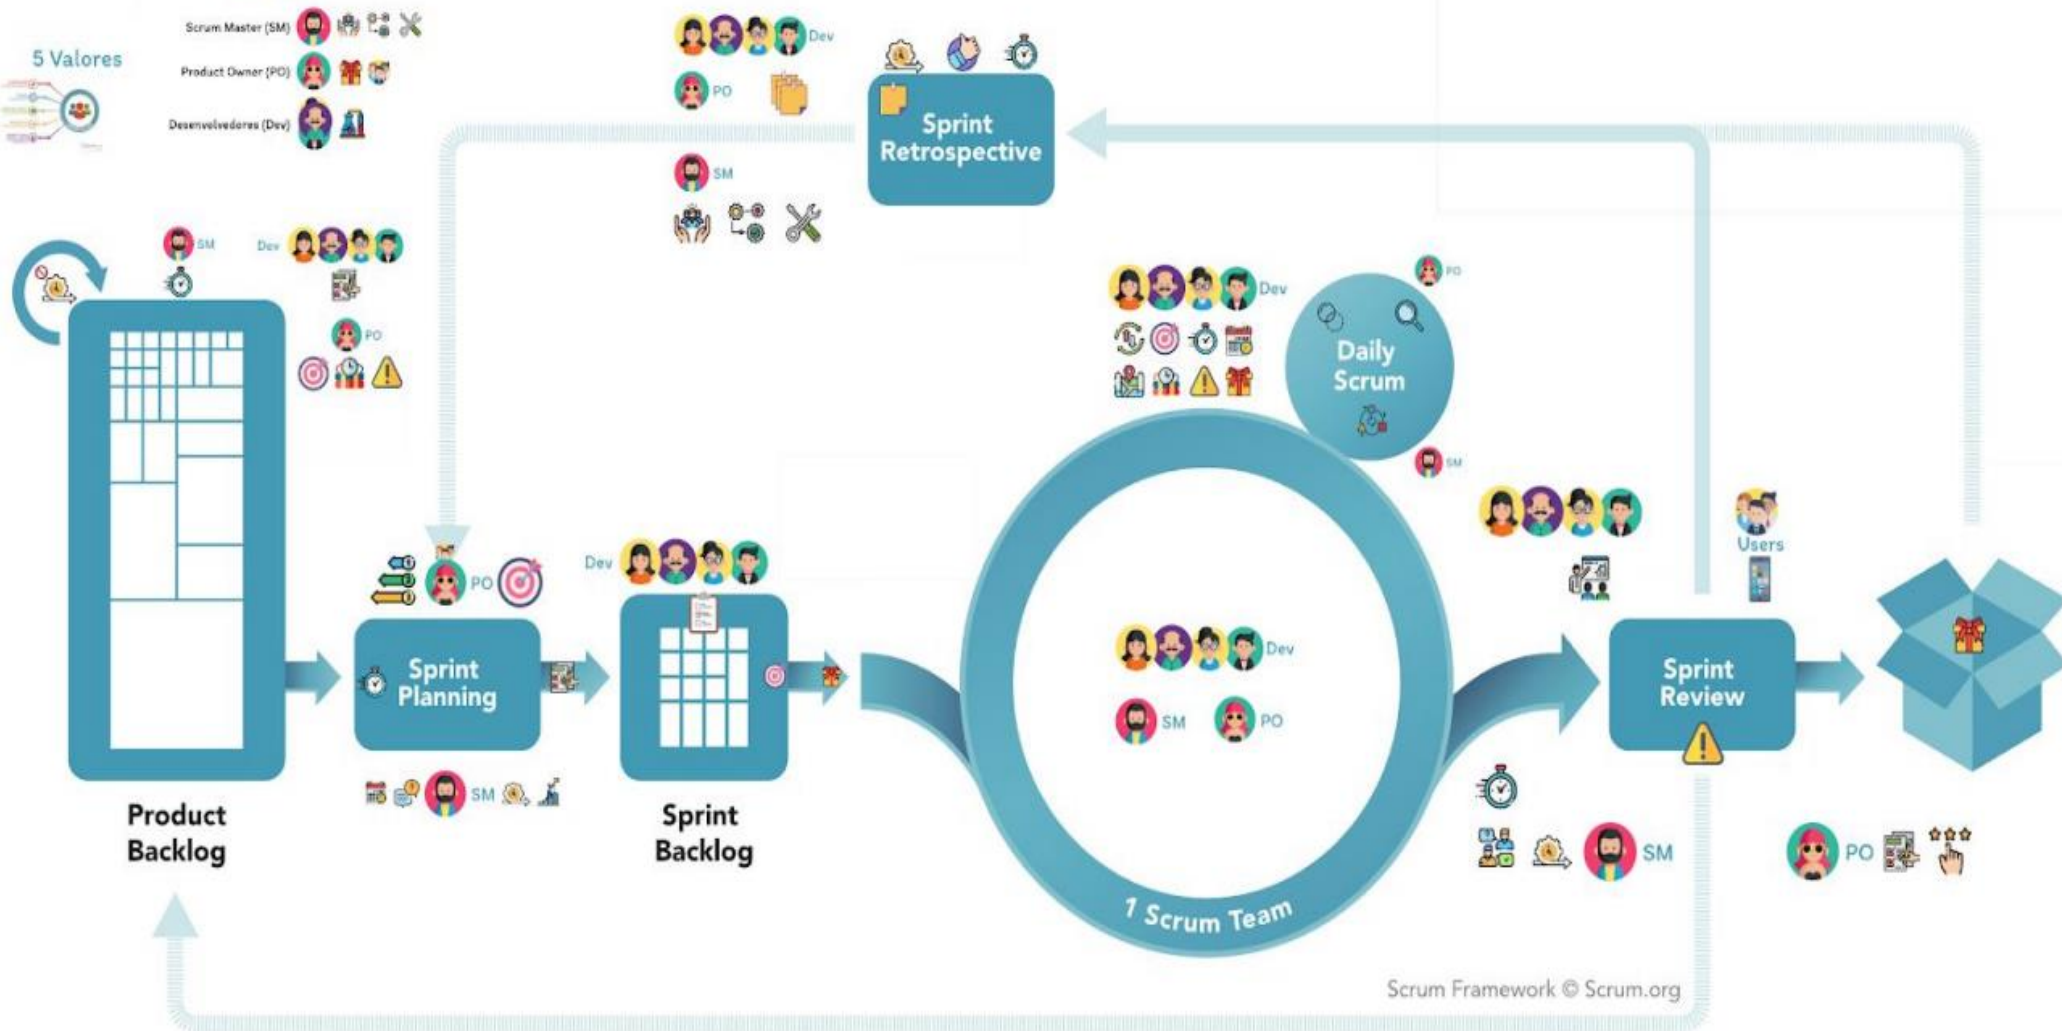 5 Valores
Scrum Master (SM)
Product Owner (PO)
Desenvolvedores (Dev)
Dev
PO
SM
Sprint
Retrospective
SM
Dev
PO
Dev
PO
Daily
Scrum
SM
PO
Sprint
Planning
SM
Dev
Product
Backlog
Sprint
Backlog
Dev
SM
PO
1 Scrum Team
Users
Sprint
Review
SM
PO
Scrum Framework © Scrum.org